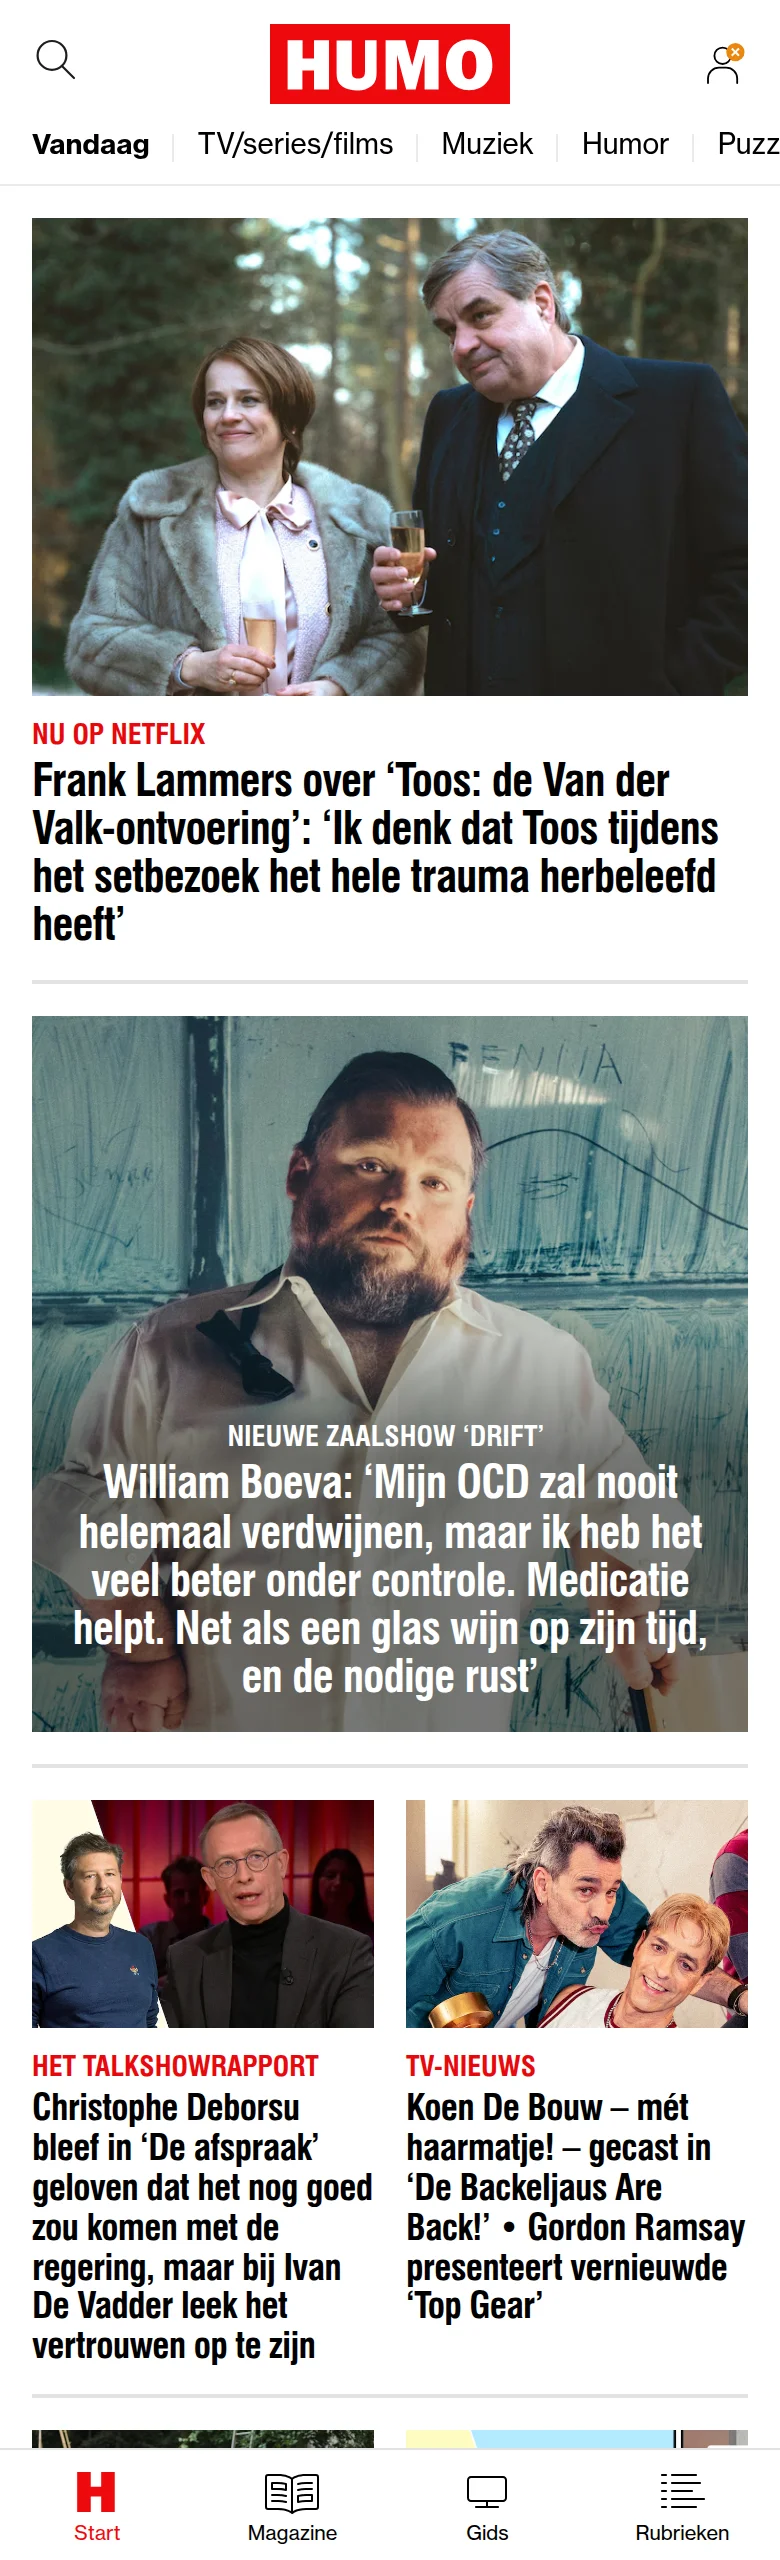 HUMO
Vandaag
TV/series/films
Muziek
Humor
Puzz
NU OP NETFLIX
Frank Lammers over ‘Toos: de Van der
Valk-ontvoering’: ‘Ik denk dat Toos tijdens
het setbezoek het hele trauma herbeleefd
heeft’
NIEUWE ZAALSHOW ‘DRIFT’
William Boeva: ‘Mijn OCD zal nooit
helemaal verdwijnen, maar ik heb het
veel beter onder controle. Medicatie
helpt. Net als een glas wijn op zijn tijd,
en de nodige rust’
HET TALKSHOWRAPPORT
Christophe Deborsu
bleef in ‘De afspraak’
geloven dat het nog goed
zou komen met de
regering, maar bij Ivan
De Vadder leek het
vertrouwen op te zijn
TV-NIEUWS
Koen De Bouw – mét
haarmatje! – gecast in
‘De Backeljaus Are
Back!’ • Gordon Ramsay
presenteert vernieuwde
‘Top Gear’
H
Start
Magazine
Gids
Rubrieken